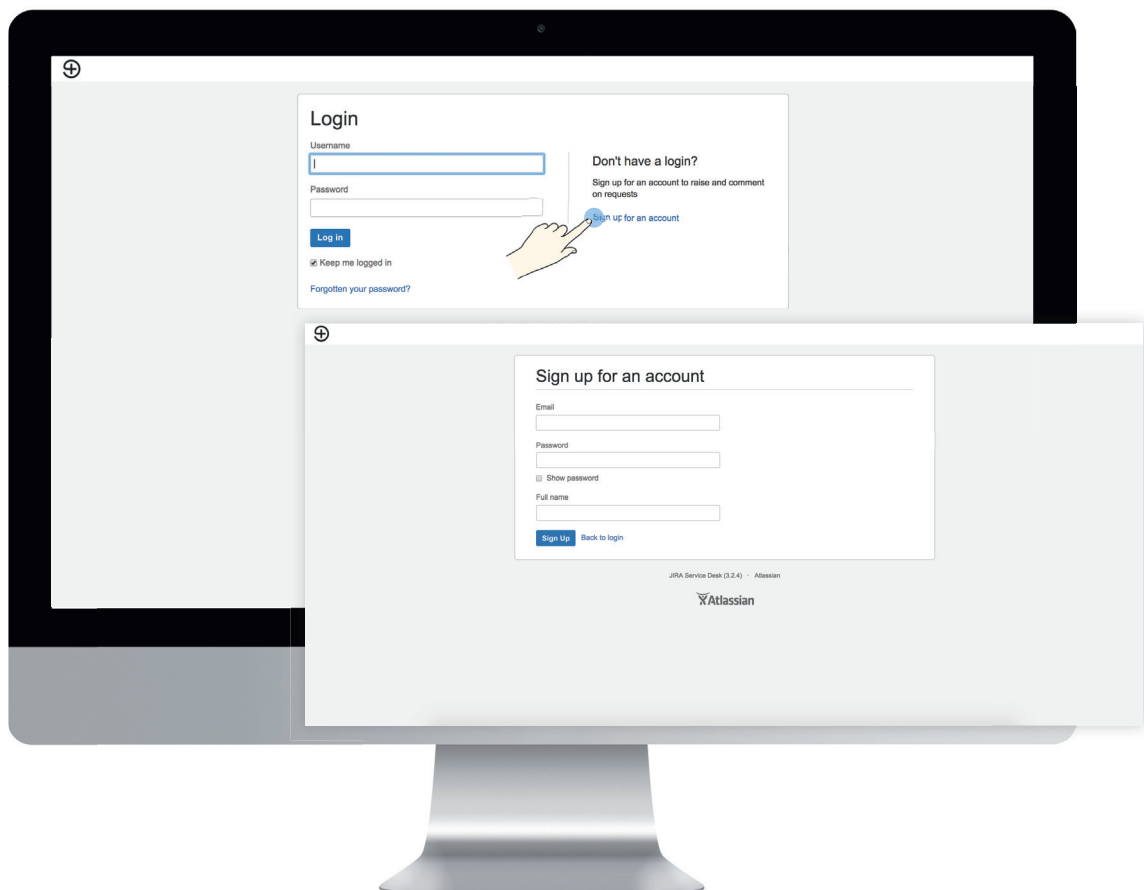 Login
Username
Password
Log in
Keep me logged in
Forgotten your password?
Don't have a login?
Sign up for an account to raise and comment
on requests
Sign up for an account
Sign up for an account
Email
Password
Show password
Full name
Sign Up Back to login
JIRA Service Desk (3.2.4) · Atlassian
Atlassian